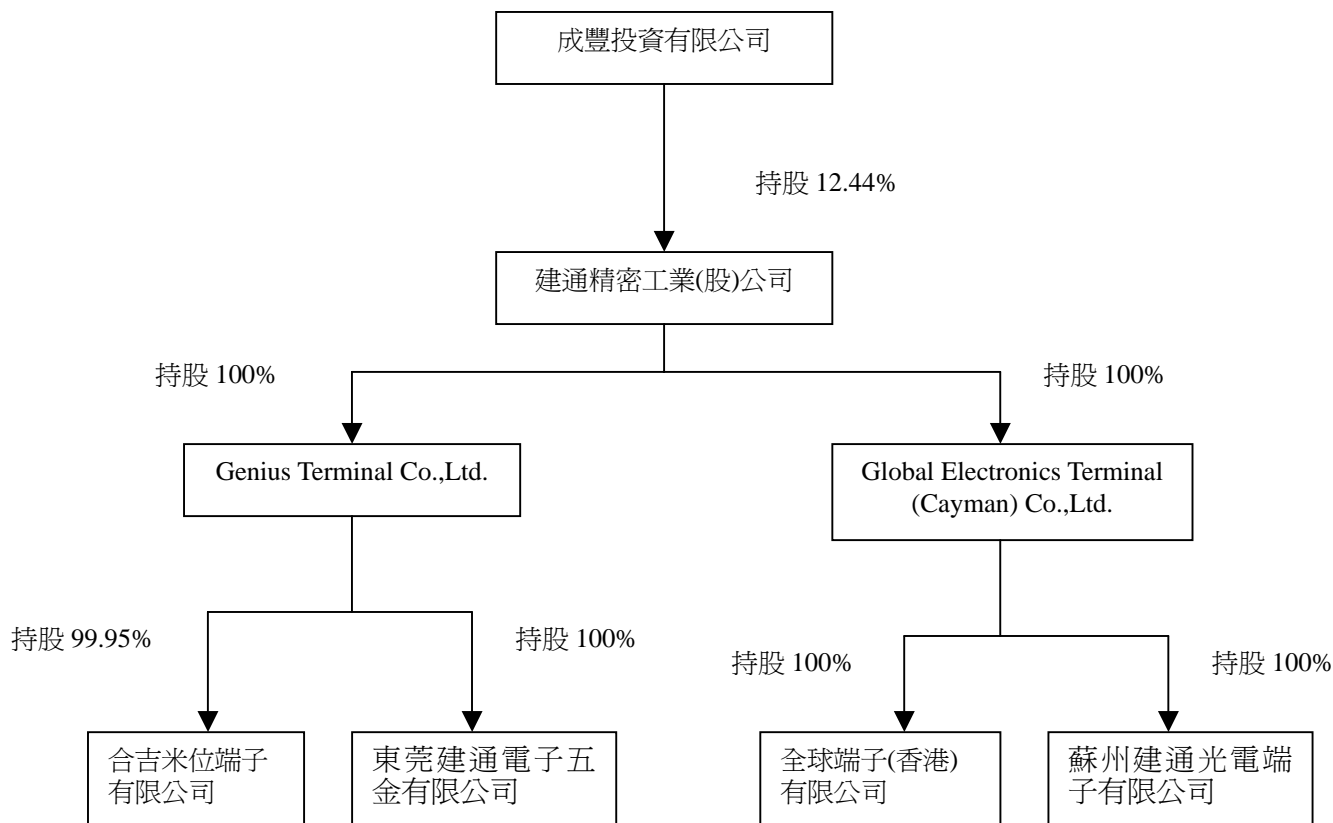 成豐投資有限公司
持股 12.44%
建通精密工業(股)公司
持股 100%
持股 100%
Genius Terminal Co.,Ltd.
Global Electronics Terminal
(Cayman) Co.,Ltd.
持股 99.95%
持股 100%
持股 100%
持股 100%
合吉米位端子
有限公司
東莞建通電子五
金有限公司
全球端子(香港)
有限公司
蘇州建通光電端
子有限公司